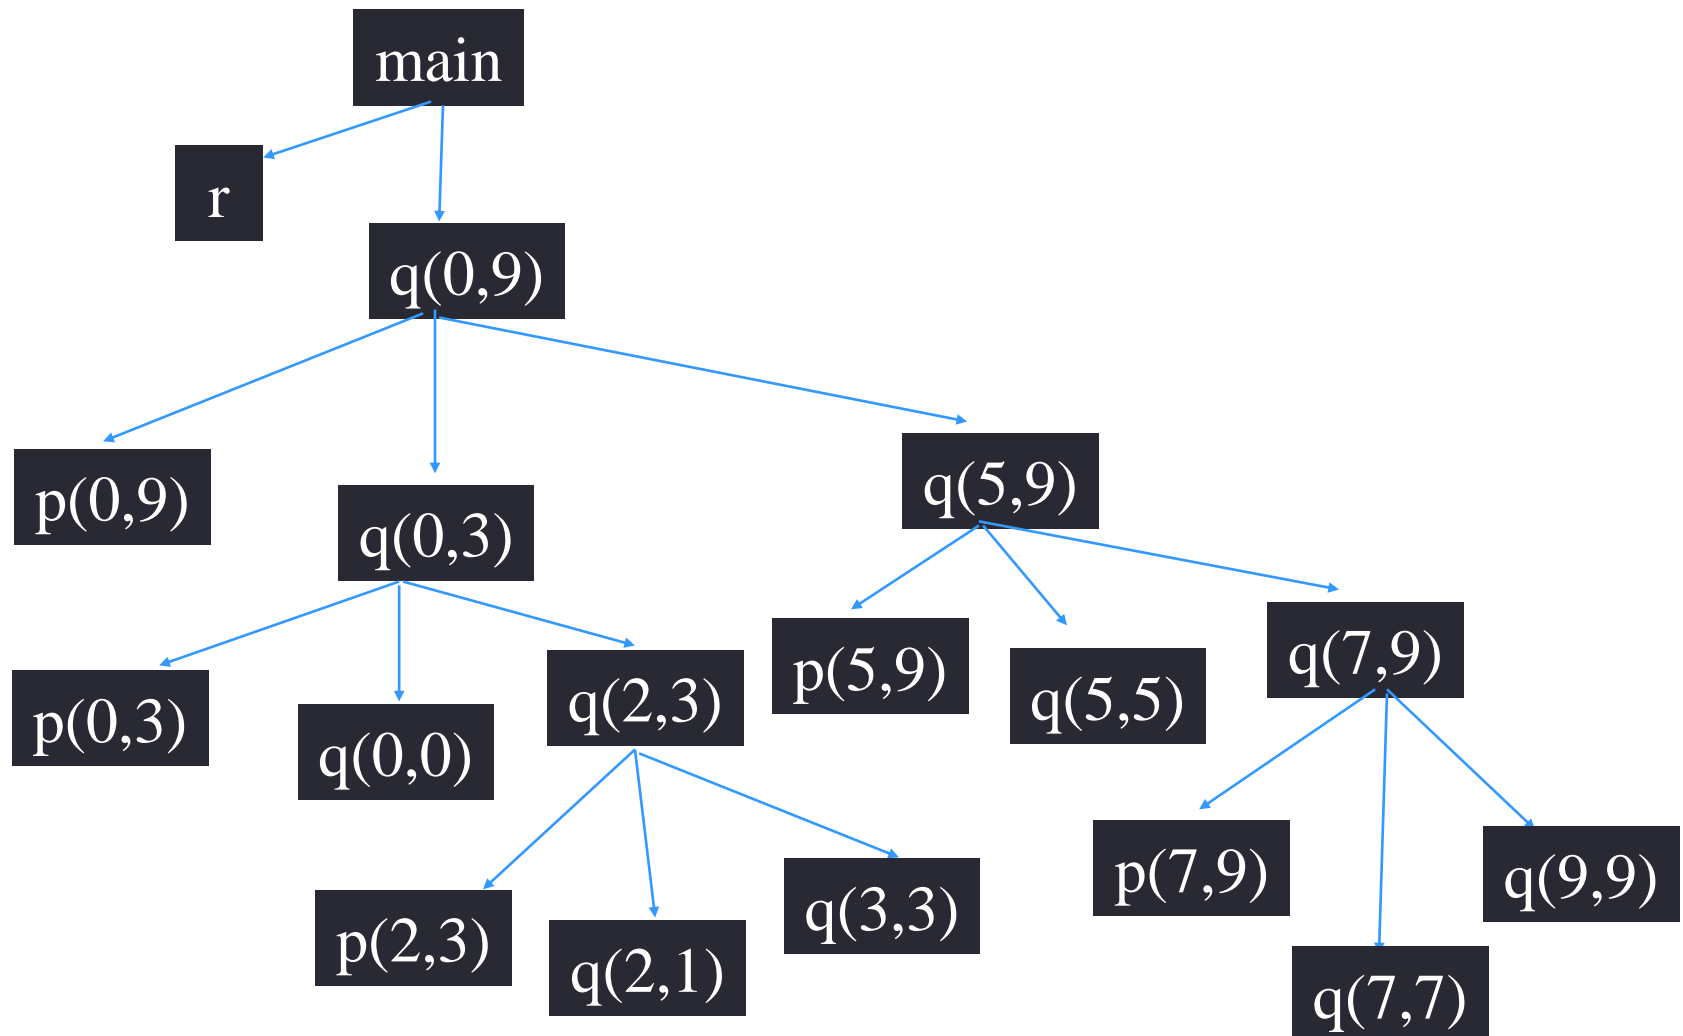 main
r
q(0,9)
p(0,9)
q(0,3)
q(5,9)
p(0,3)
q(0,0)
q(2,3)
p(5,9)
q(5,5)
q(7,9)
p(2,3)
q(2,1)
q(3,3)
p(7,9)
q(7,7)
q(9,9)